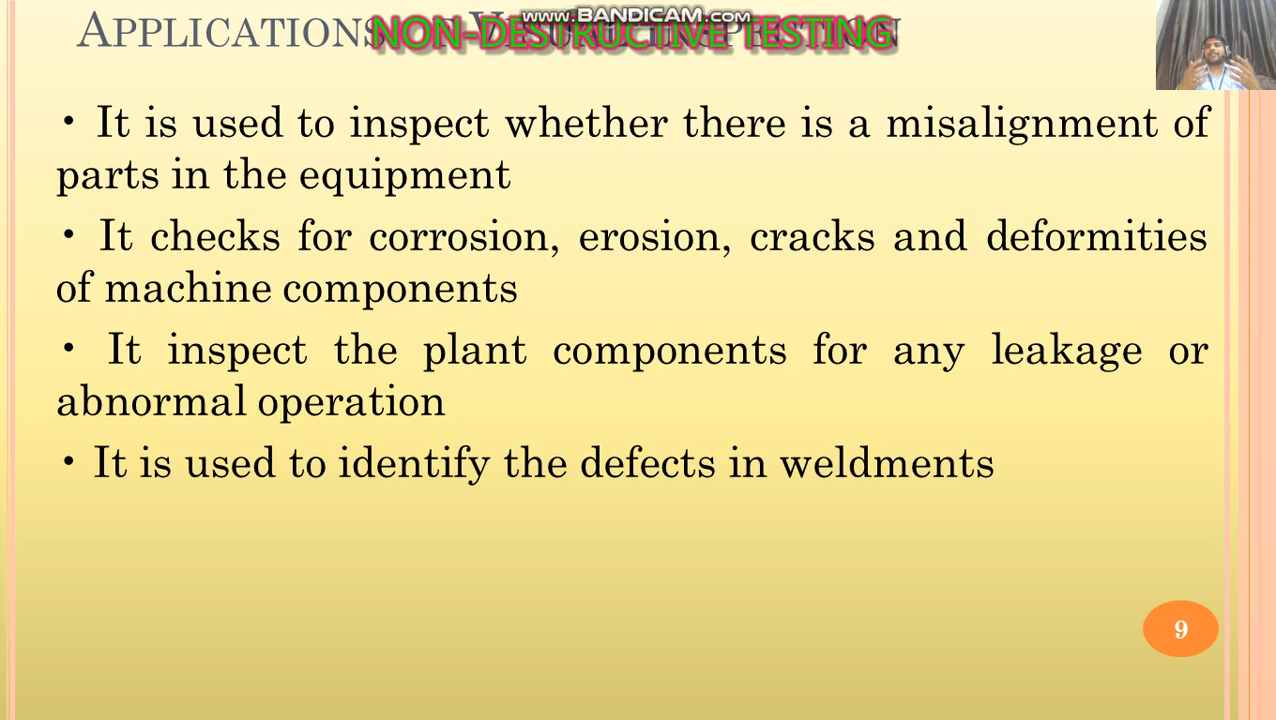 www.BANDICAM.com
APPLICATIONS
NON-DESTRUCTIVE TESTING
• It is used to inspect whether there is a misalignment of
parts in the equipment
• It checks for corrosion, erosion, cracks and deformities
of machine components
• It inspect the plant components for any leakage or
abnormal operation
• It is used to identify the defects in weldments
9